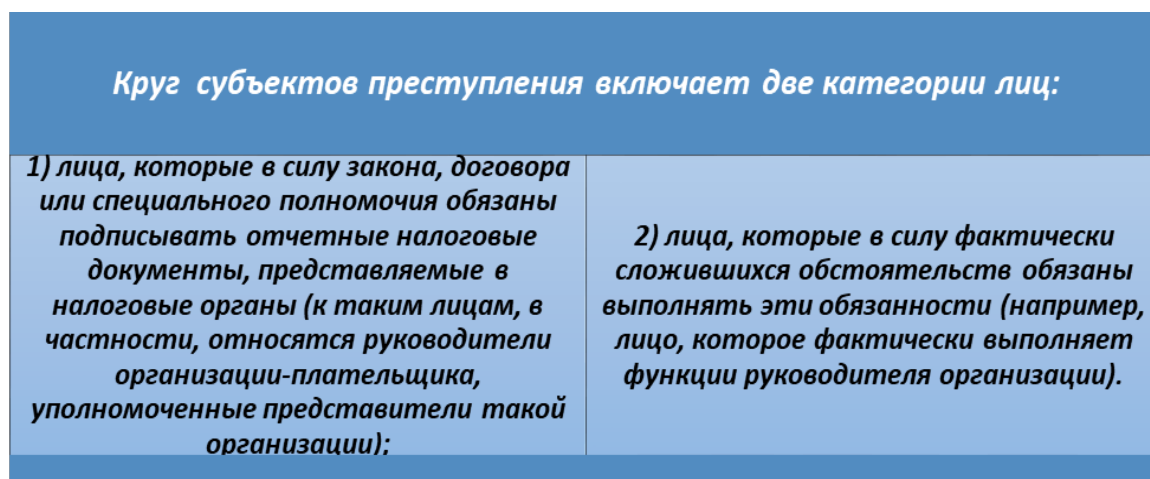 Круг субъектов преступления включает две категории лиц:
1) лица, которые в силу закона, договора
или специального полномочия обязаны
подписывать отчетные налоговые
документы, представляемые в
налоговые органы (к таким лицам, в
частности, относятся руководители
организации-плательщика,
уполномоченные представители такой
организации);
2) лица, которые в силу фактически
сложившихся обстоятельств обязаны
выполнять эти обязанности (например,
лицо, которое фактически выполняет
функции руководителя организации).